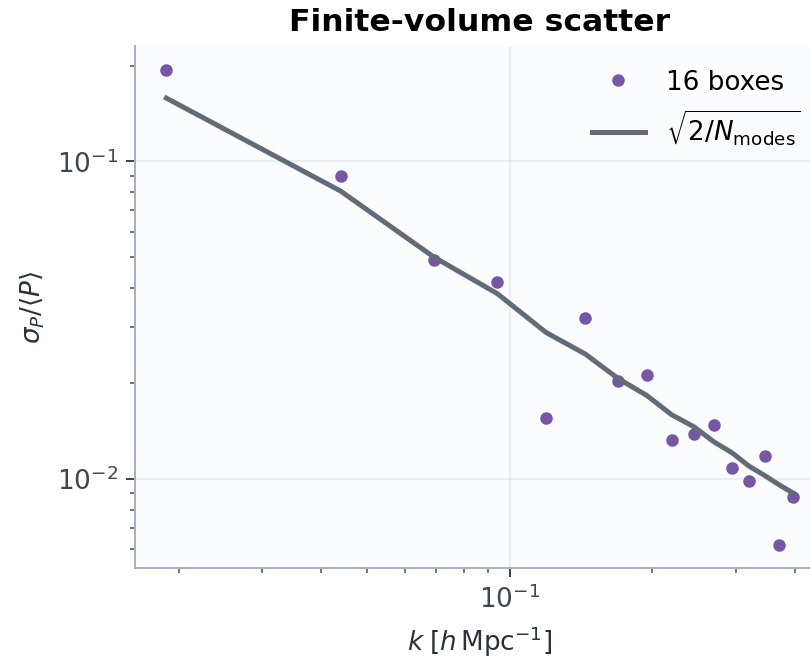 Finite-volume scatter
16 boxes
√2/N_modes
10⁻¹
10⁻²
σ_P/⟨P⟩
10⁻¹
k [h Mpc⁻¹]